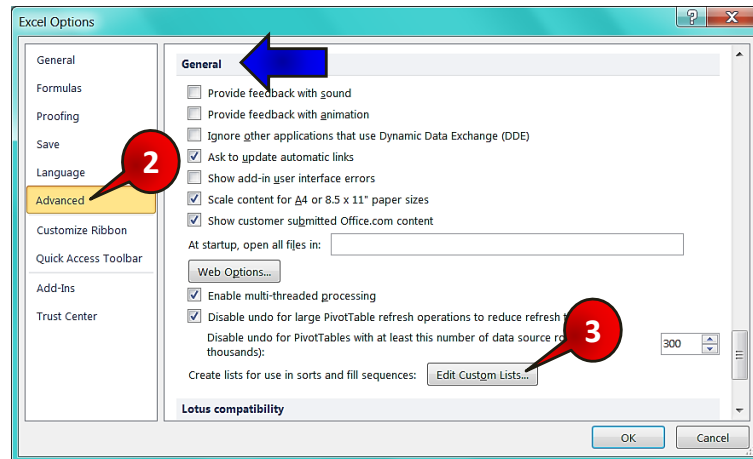 Excel Options
General
Formulas
Proofing
Save
Language
Advanced
Customize Ribbon
Quick Access Toolbar
Add-Ins
Trust Center
2
General
Provide feedback with sound
Provide feedback with animation
Ignore other applications that use Dynamic Data Exchange (DDE)
Ask to update automatic links
Show add-in user interface errors
Scale content for A4 or 8.5 x 11" paper sizes
Show customer submitted Office.com content
At startup, open all files in:
Web Options...
Enable multi-threaded processing
Disable undo for large PivotTable refresh operations to reduce refresh
Disable undo for PivotTables with at least this number of data source
thousands):
300
3
Create lists for use in sorts and fill sequences: Edit Custom Lists...
Lotus compatibility
OK Cancel